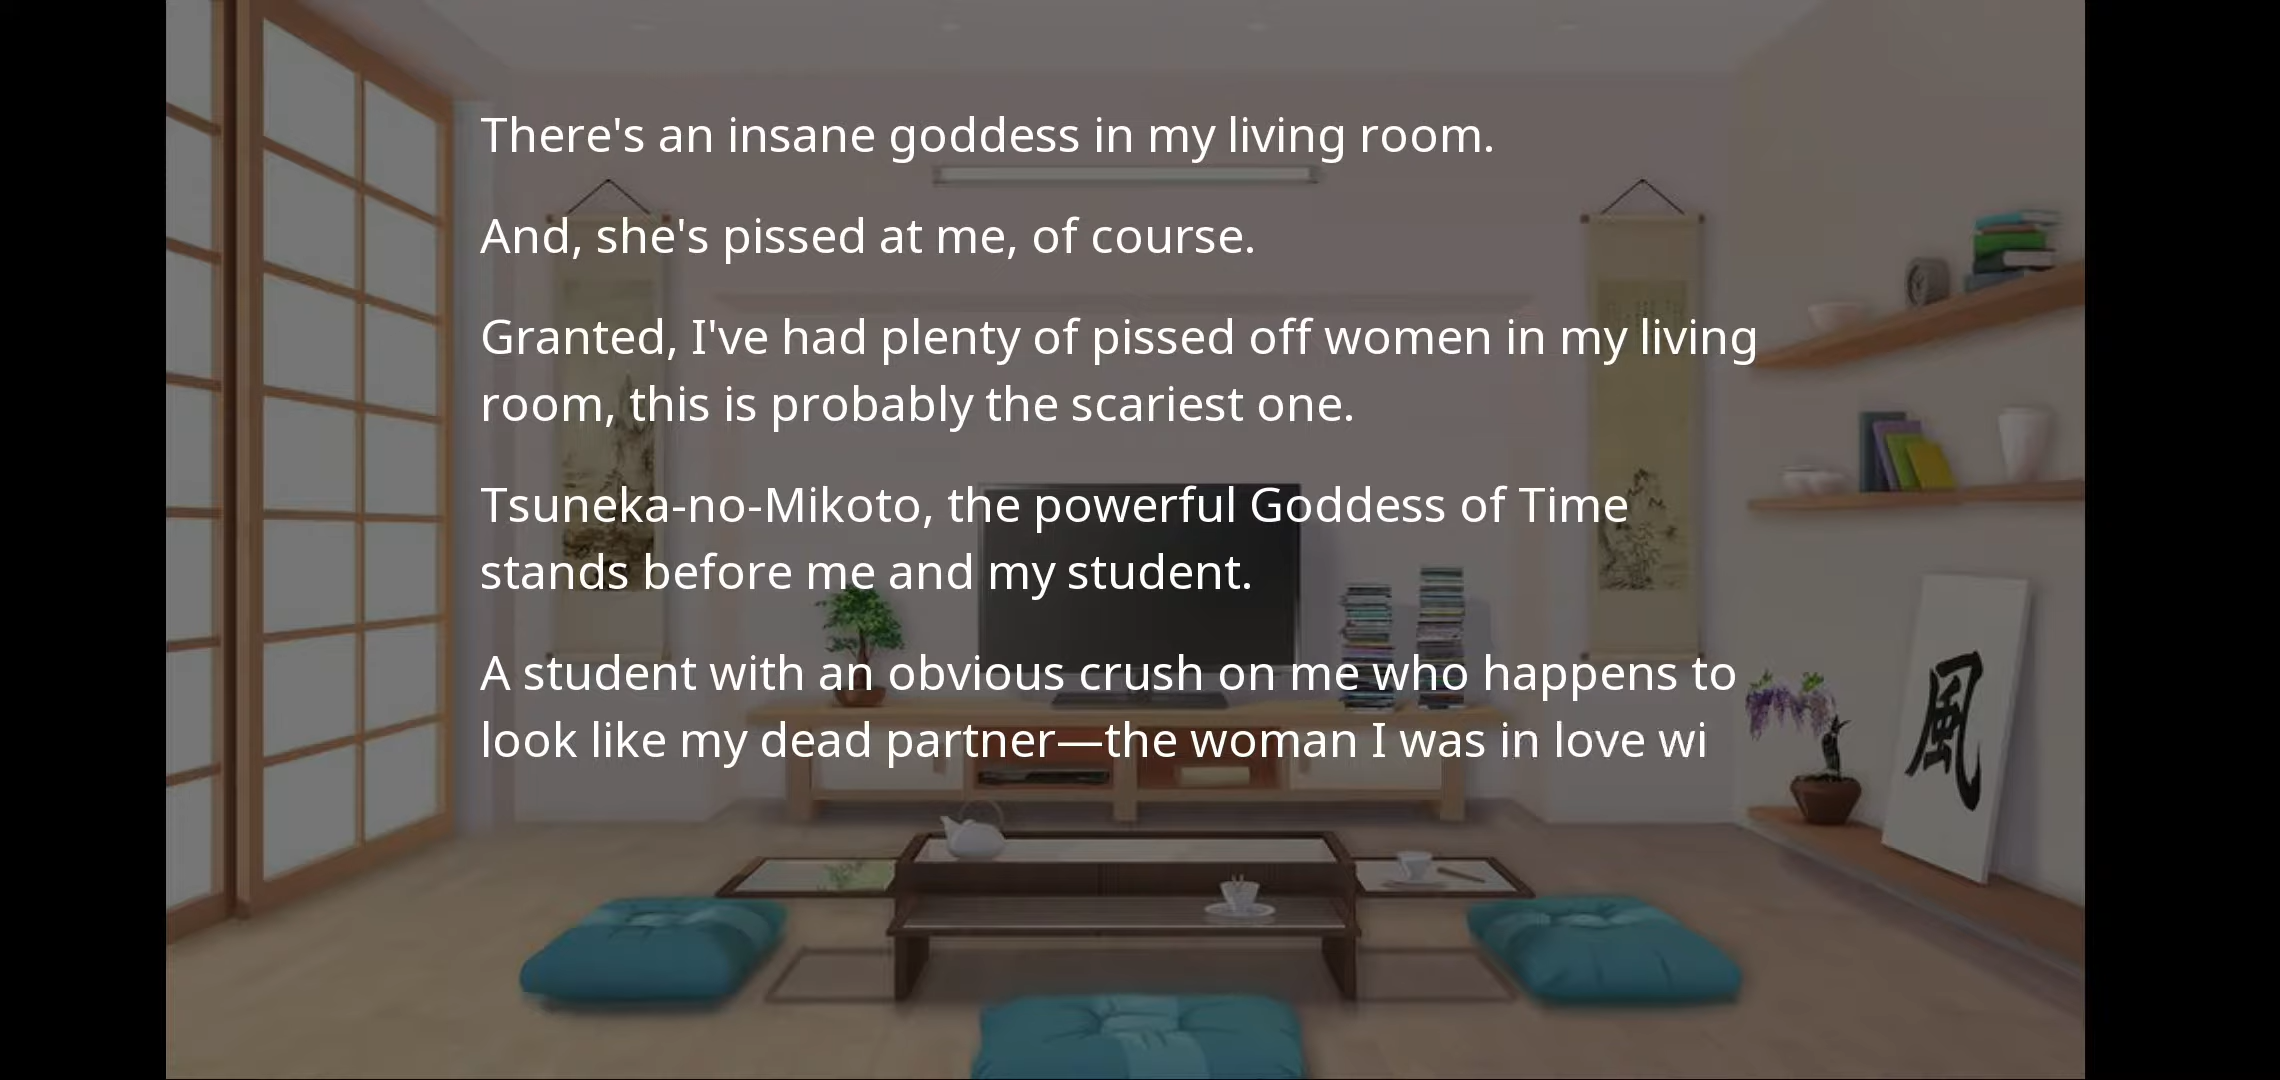 There's an insane goddess in my living room.
And, she's pissed at me, of course.
Granted, I've had plenty of pissed off women in my living
room, this is probably the scariest one.
Tsuneka-no-Mikoto, the powerful Goddess of Time
stands before me and my student.
A student with an obvious crush on me who happens to
look like my dead partner—the woman I was in love wi
風